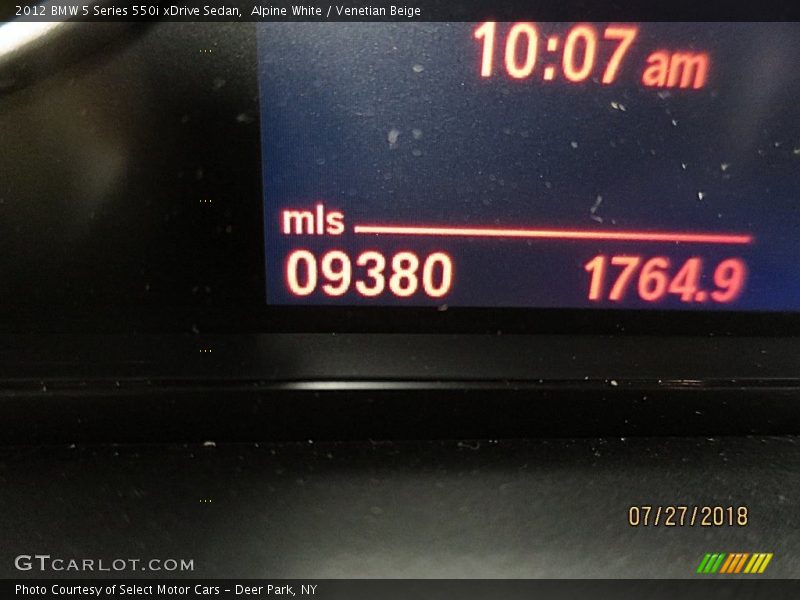 2012 BMW 5 Series 550i xDrive Sedan, Alpine White / Venetian Beige
10:07 am
mls
09380 1764.9
07/27/2018
GTCARLOT.COM
Photo Courtesy of Select Motor Cars - Deer Park, NY